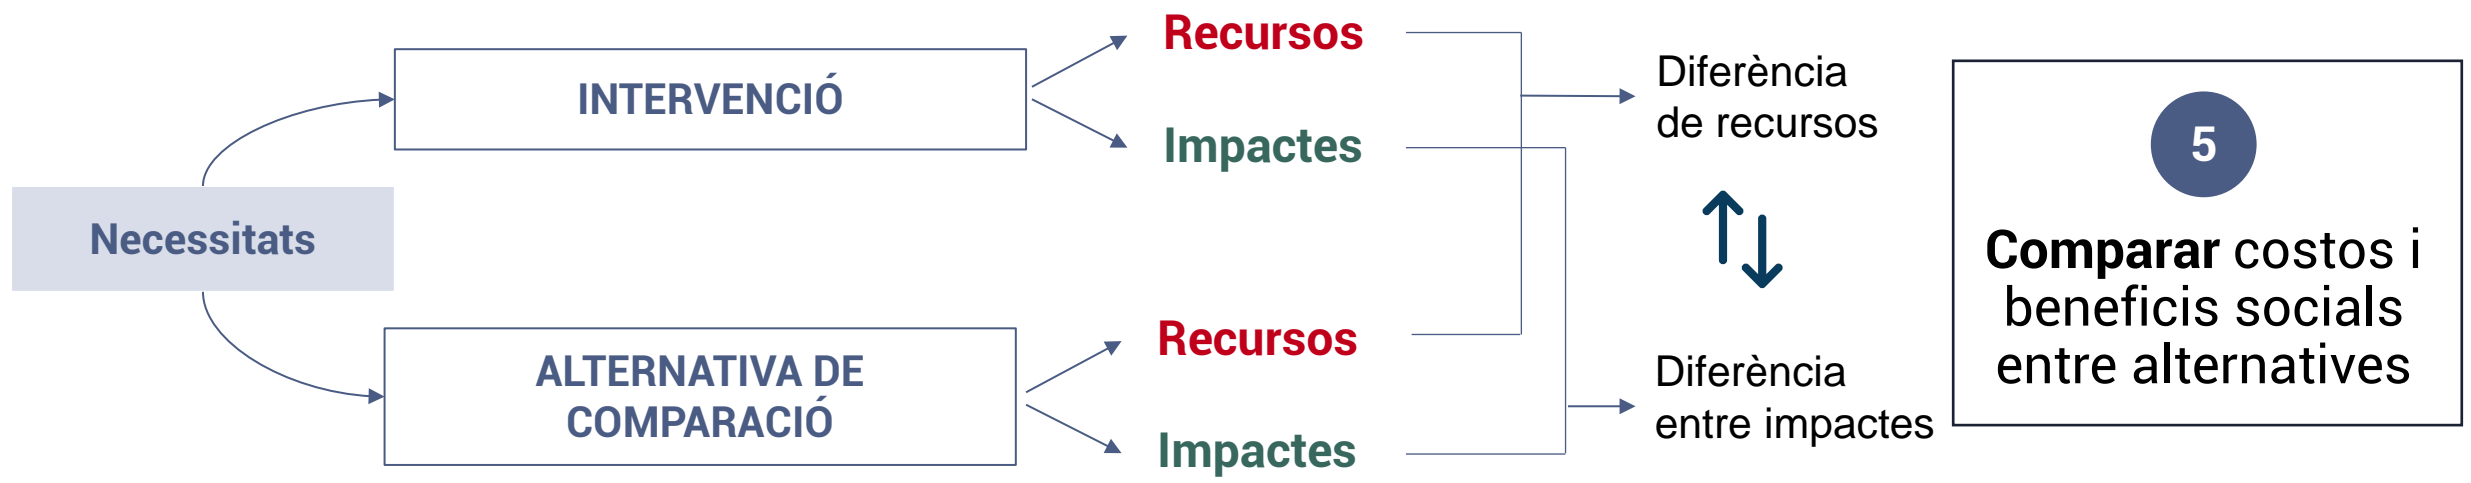 Necessitats
INTERVENCIÓ
Recursos
Impactes
ALTERNATIVA DE
COMPARACIÓ
Recursos
Impactes
Diferència
de recursos
Diferència
entre impactes
5
Comparar costos i
beneficis socials
entre alternatives